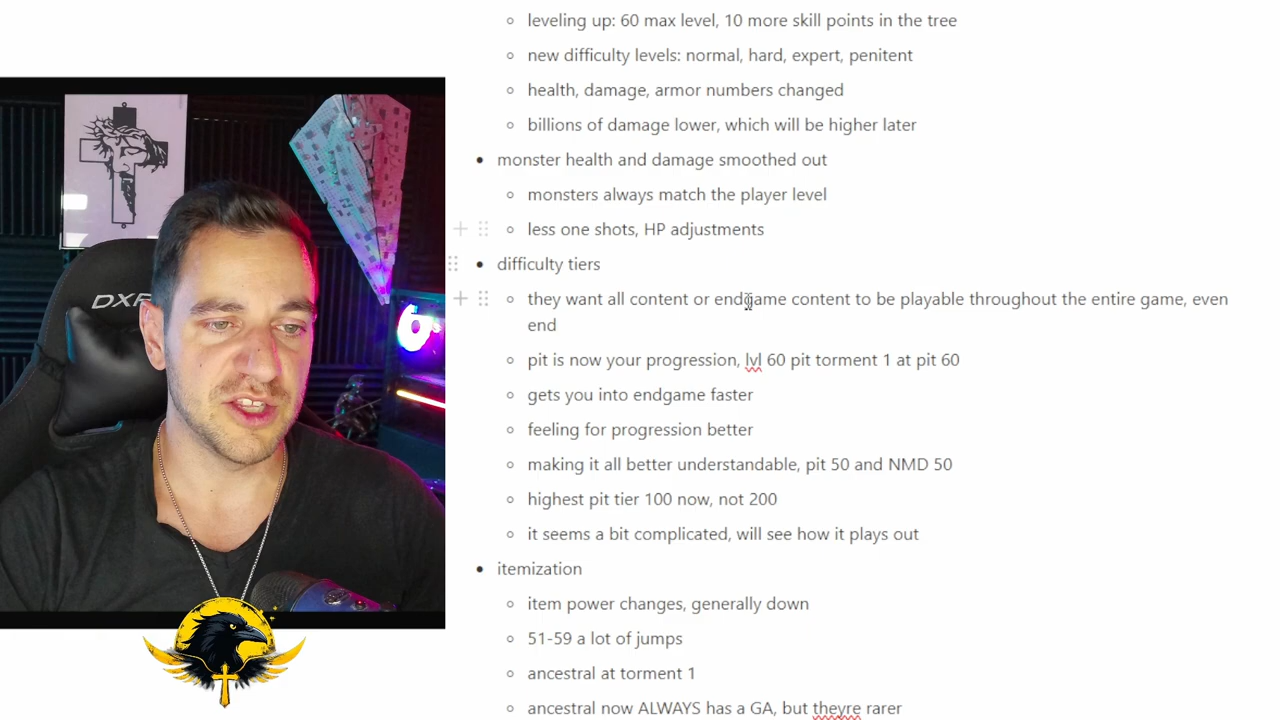 leveling up: 60 max level, 10 more skill points in the tree
new difficulty levels: normal, hard, expert, penitent
health, damage, armor numbers changed
billions of damage lower, which will be higher later
monster health and damage smoothed out
monsters always match the player level
less one shots, HP adjustments
difficulty tiers
they want all content or endgame content to be playable throughout the entire game, even
end
pit is now your progression, lvl 60 pit torment 1 at pit 60
gets you into endgame faster
feeling for progression better
making it all better understandable, pit 50 and NMD 50
highest pit tier 100 now, not 200
it seems a bit complicated, will see how it plays out
itemization
item power changes, generally down
51-59 a lot of jumps
ancestral at torment 1
ancestral now ALWAYS has a GA, but theyre rarer
DXR